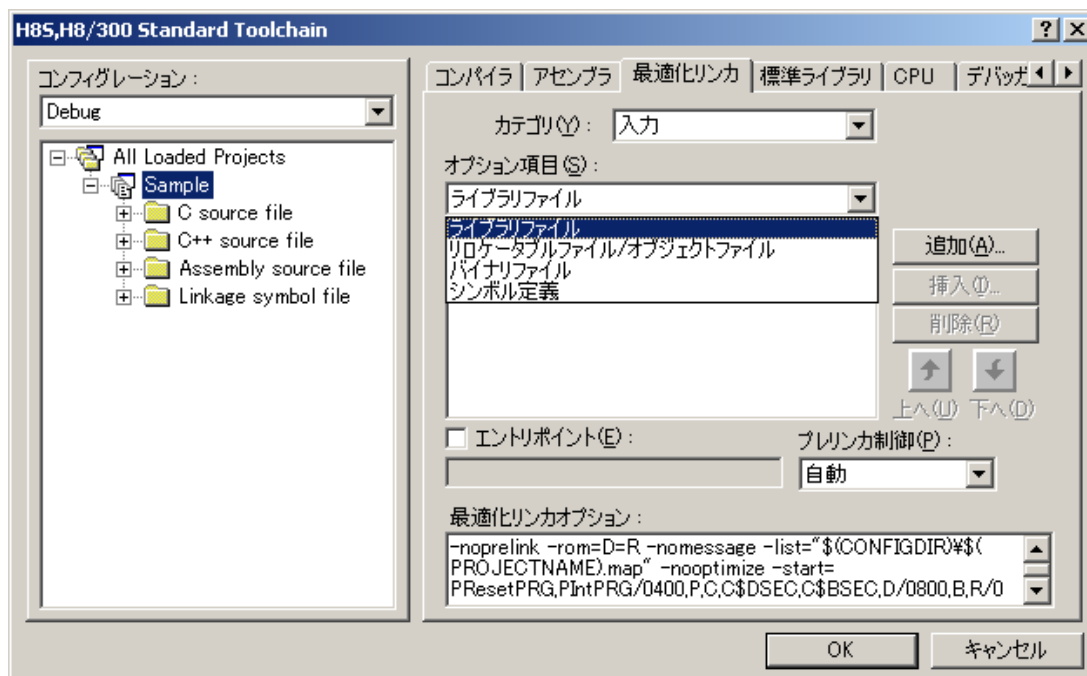 H8S,H8/300 Standard Toolchain
コンフィグレーション :
Debug
All Loaded Projects
Sample
C source file
C++ source file
Assembly source file
Linkage symbol file
コンパイラ
アセンブラ
最適化リンカ
標準ライブラリ
CPU
デバッガ
カテゴリ(Y) :
入力
オプション項目(S) :
ライブラリファイル
ライブラリファイル
リロケータブルファイル/オブジェクトファイル
バイナリファイル
シンボル定義
追加(A)...
挿入(I)...
削除(R)
上へ(U)
下へ(D)
エントリポイント(E) :
プレリンカ制御(P) :
自動
最適化リンカオプション :
-noprelink -rom=D=R -nomessage -list="$(CONFIGDIR)¥$(
PROJECTNAME).map" -nooptimize -start=
PResetPRG,PIntPRG/0400,P,C,C$DSEC,C$BSEC,D/0800,B,R/0
OK
キャンセル